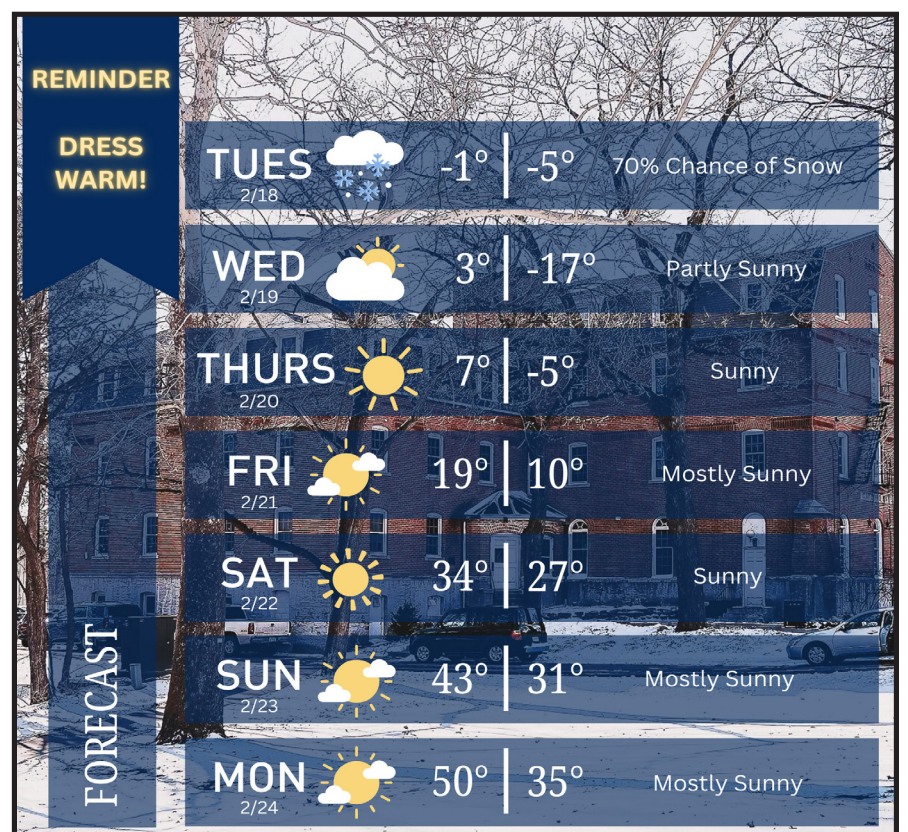 REMINDER
DRESS
WARM!
FORECAST
TUES
2/18
-1° -5° 70% Chance of Snow
WED
2/19
3° -17° Partly Sunny
THURS
2/20
7° -5° Sunny
FRI
2/21
19° 10° Mostly Sunny
SAT
2/22
34° 27° Sunny
SUN
2/23
43° 31° Mostly Sunny
MON
2/24
50° 35° Mostly Sunny